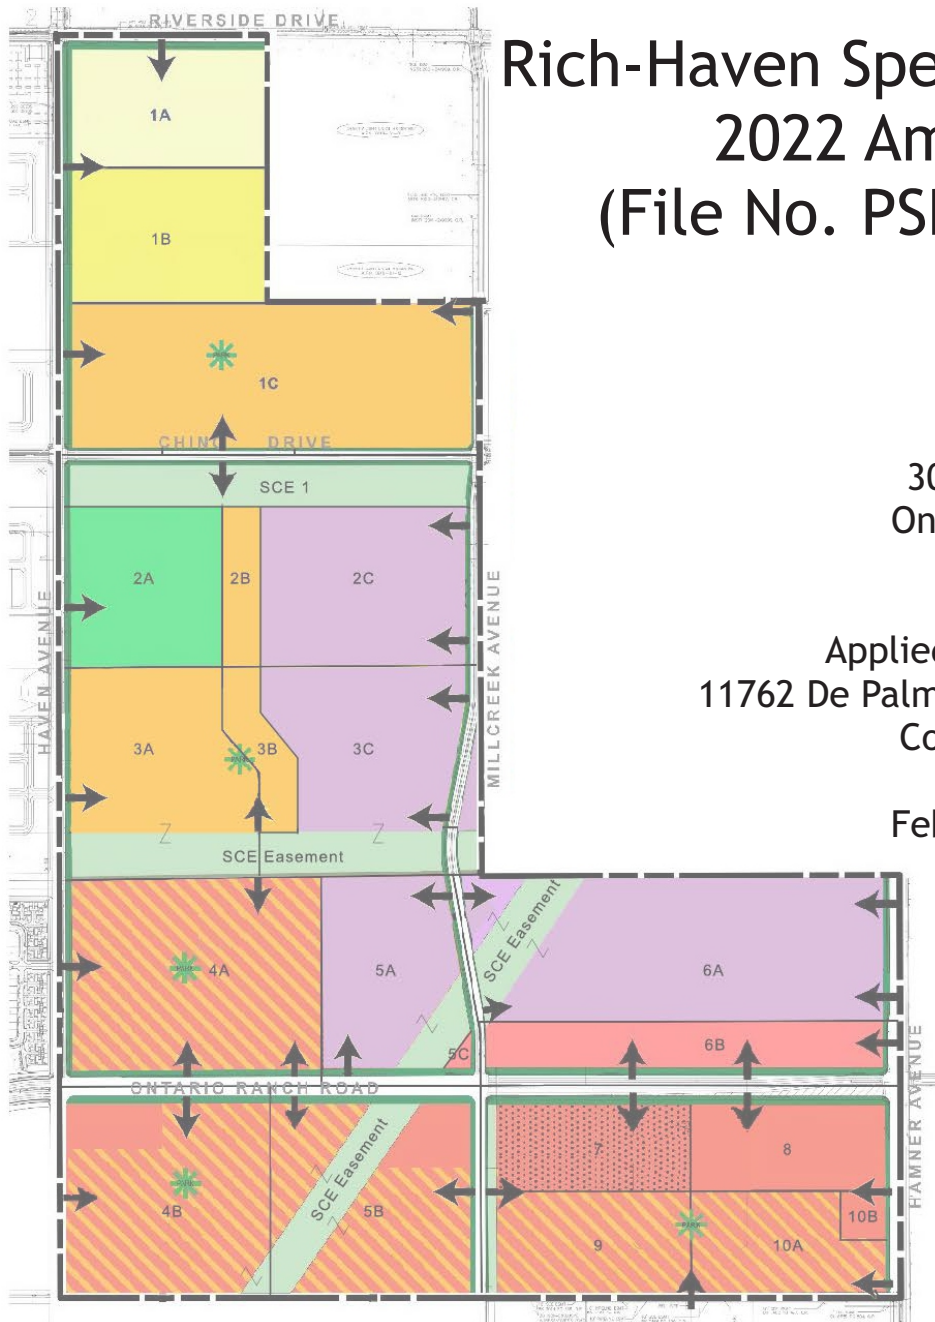 RIVERSIDE DRIVE
Rich-Haven Spe
2022 Am
(File No. PS
1A
1B
1C
CHINO DRIVE
SCE 1
30
On
2A
2B
2C
HAVEN AVENUE
MILLCREEK AVENUE
Applied
11762 De Palm
Co
3A
3B
3C
Fe
SCE Easement
4A
5A
SCE Easement
6A
5C
6B
ONTARIO RANCH ROAD
HAMNER AVENUE
SCE Easement
7
8
4B
5B
9
10A
10B
PARK